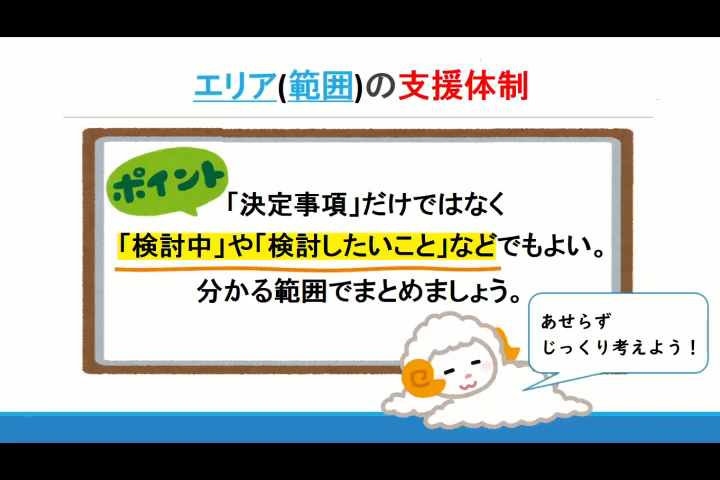 エリア(範囲)の支援体制
ポイント
「決定事項」だけではなく
「検討中」や「検討したいこと」などでもよい。
分かる範囲でまとめましょう。
あせらず
じっくり考えよう！